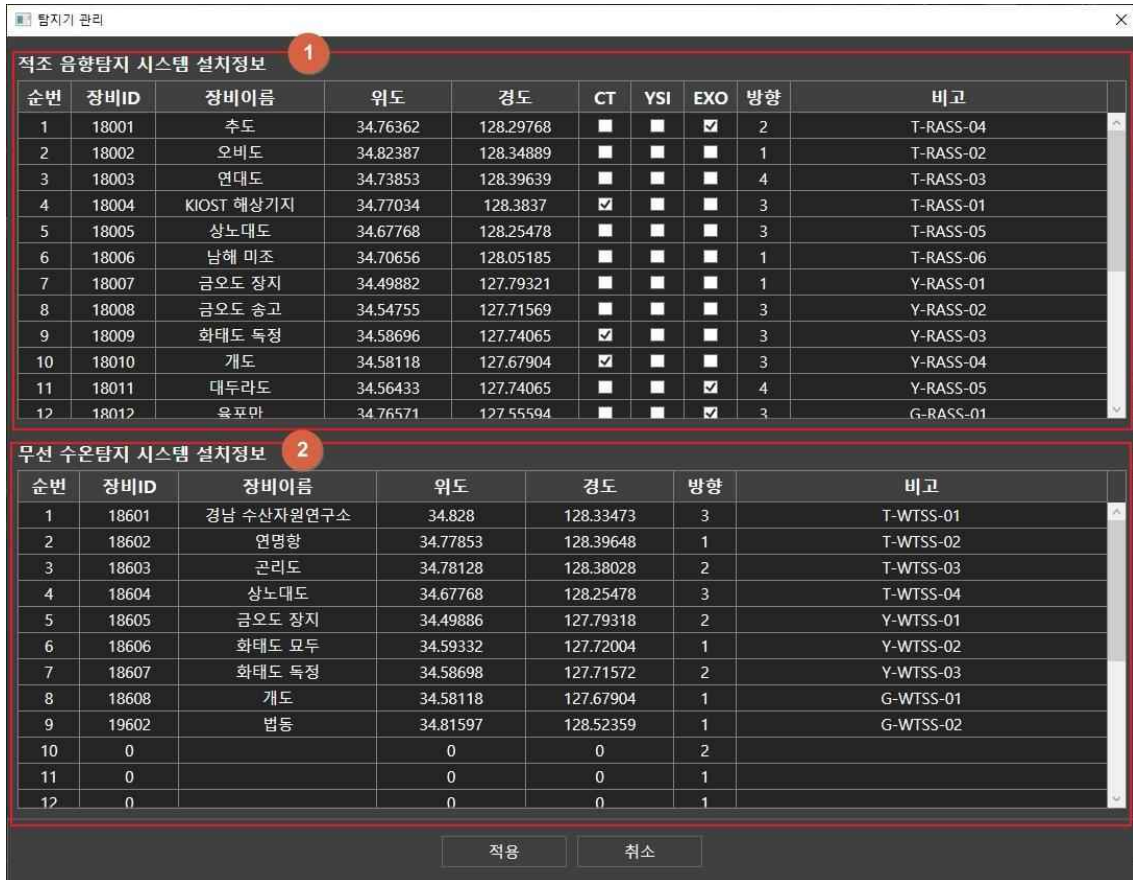 탐지기 관리
1
적조 음향탐지 시스템 설치정보
순번 장비ID 장비이름 위도 경도 CT YSI EXO 방향 비고
1 18001 추도 34.76362 128.29768 2 T-RASS-04
2 18002 오비도 34.82387 128.34889 1 T-RASS-02
3 18003 연대도 34.73853 128.39639 4 T-RASS-03
4 18004 KIOST 해상기지 34.77034 128.3837 3 T-RASS-01
5 18005 상노대도 34.67768 128.25478 3 T-RASS-05
6 18006 남해 미조 34.70656 128.05185 1 T-RASS-06
7 18007 금오도 장지 34.49882 127.79321 1 Y-RASS-01
8 18008 금오도 송고 34.54755 127.71569 3 Y-RASS-02
9 18009 화태도 독정 34.58696 127.74065 3 Y-RASS-03
10 18010 개도 34.58118 127.67904 3 Y-RASS-04
11 18011 대두라도 34.56433 127.74065 4 Y-RASS-05
12 18012 육포만 34.76571 127.55594 3 G-RASS-01
무선 수온탐지 시스템 설치정보 2
순번 장비ID 장비이름 위도 경도 방향 비고
1 18601 경남 수산자원연구소 34.828 128.33473 3 T-WTSS-01
2 18602 연명항 34.77853 128.39648 1 T-WTSS-02
3 18603 곤리도 34.78128 128.38028 2 T-WTSS-03
4 18604 상노대도 34.67768 128.25478 3 T-WTSS-04
5 18605 금오도 장지 34.49886 127.79318 2 Y-WTSS-01
6 18606 화태도 묘두 34.59332 127.72004 1 Y-WTSS-02
7 18607 화태도 독정 34.58698 127.71572 2 Y-WTSS-03
8 18608 개도 34.58118 127.67904 1 G-WTSS-01
9 19602 법동 34.81597 128.52359 1 G-WTSS-02
10 0 0 0 2
11 0 0 0 1
12 0 0 0 1
적용 취소